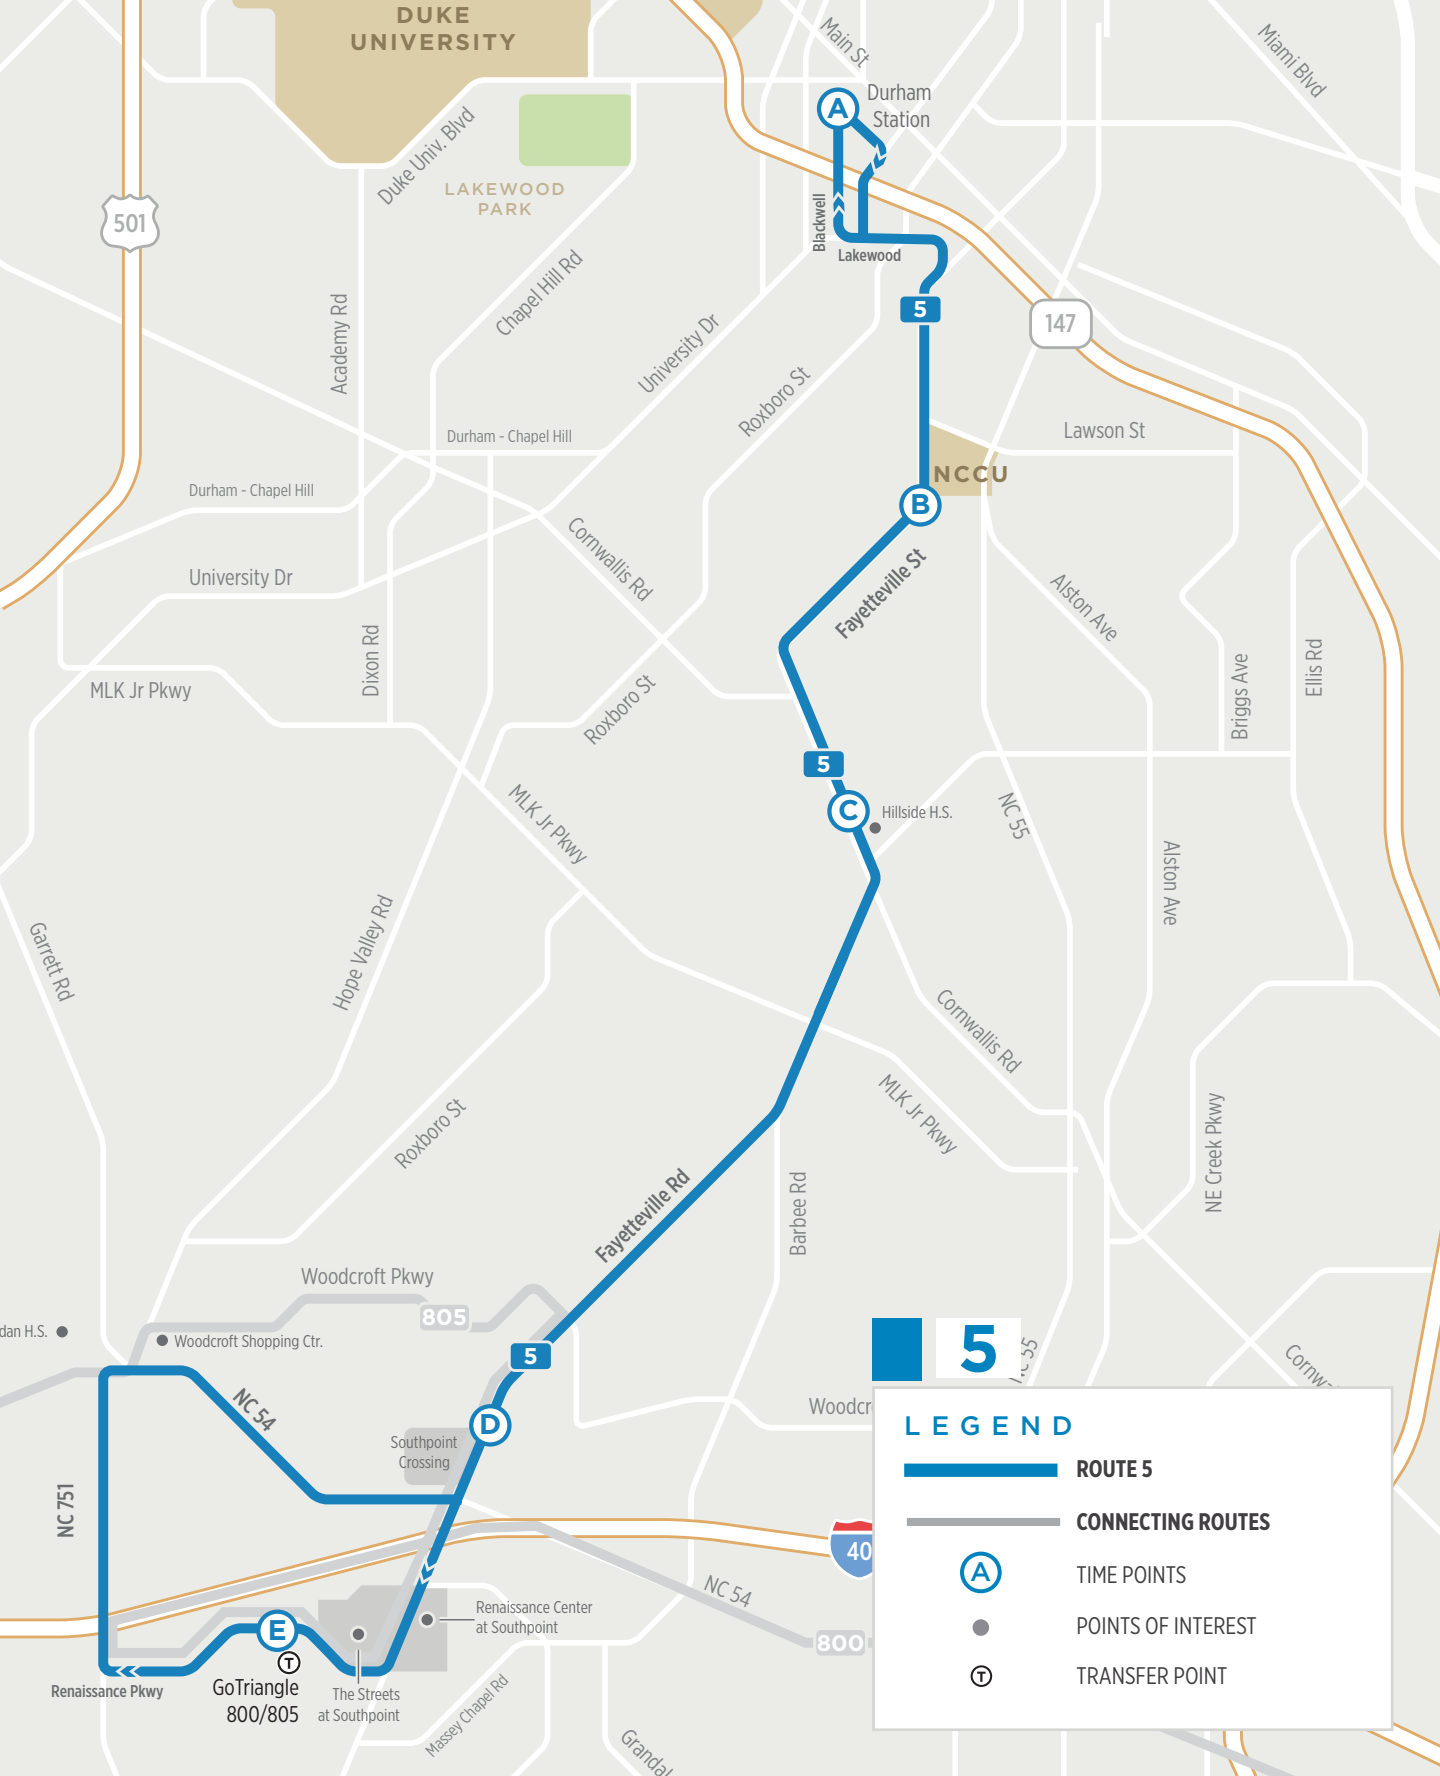 DUKE
UNIVERSITY
Main St
Miami Blvd
A
Durham
Station
Duke Univ. Blvd
LAKEWOOD
PARK
501
Blackwell
Lakewood
Chapel Hill Rd
Academy Rd
5
147
University Dr
Roxboro St
Durham - Chapel Hill
Lawson St
NCCU
Durham - Chapel Hill
B
Cornwallis Rd
Fayetteville St
University Dr
Alston Ave
Dixon Rd
MLK Jr Pkwy
Roxboro St
Briggs Ave
Ellis Rd
5
C
Hillside H.S.
MLK Jr Pkwy
NC 55
Alston Ave
Garrett Rd
Hope Valley Rd
Cornwallis Rd
MLK Jr Pkwy
Roxboro St
NE Creek Pkwy
Fayetteville Rd
Barbee Rd
Woodcroft Pkwy
805
dan H.S.
Woodcroft Shopping Ctr.
5
5
55
Cornwa
NC 54
D
Woodcr
Southpoint
Crossing
NC 751
40
NC 54
Renaissance Center
at Southpoint
E
T
800
Renaissance Pkwy
GoTriangle
800/805
The Streets
at Southpoint
Massey Chapel Rd
Grandal
LEGEND
ROUTE 5
CONNECTING ROUTES
A
TIME POINTS
POINTS OF INTEREST
T
TRANSFER POINT